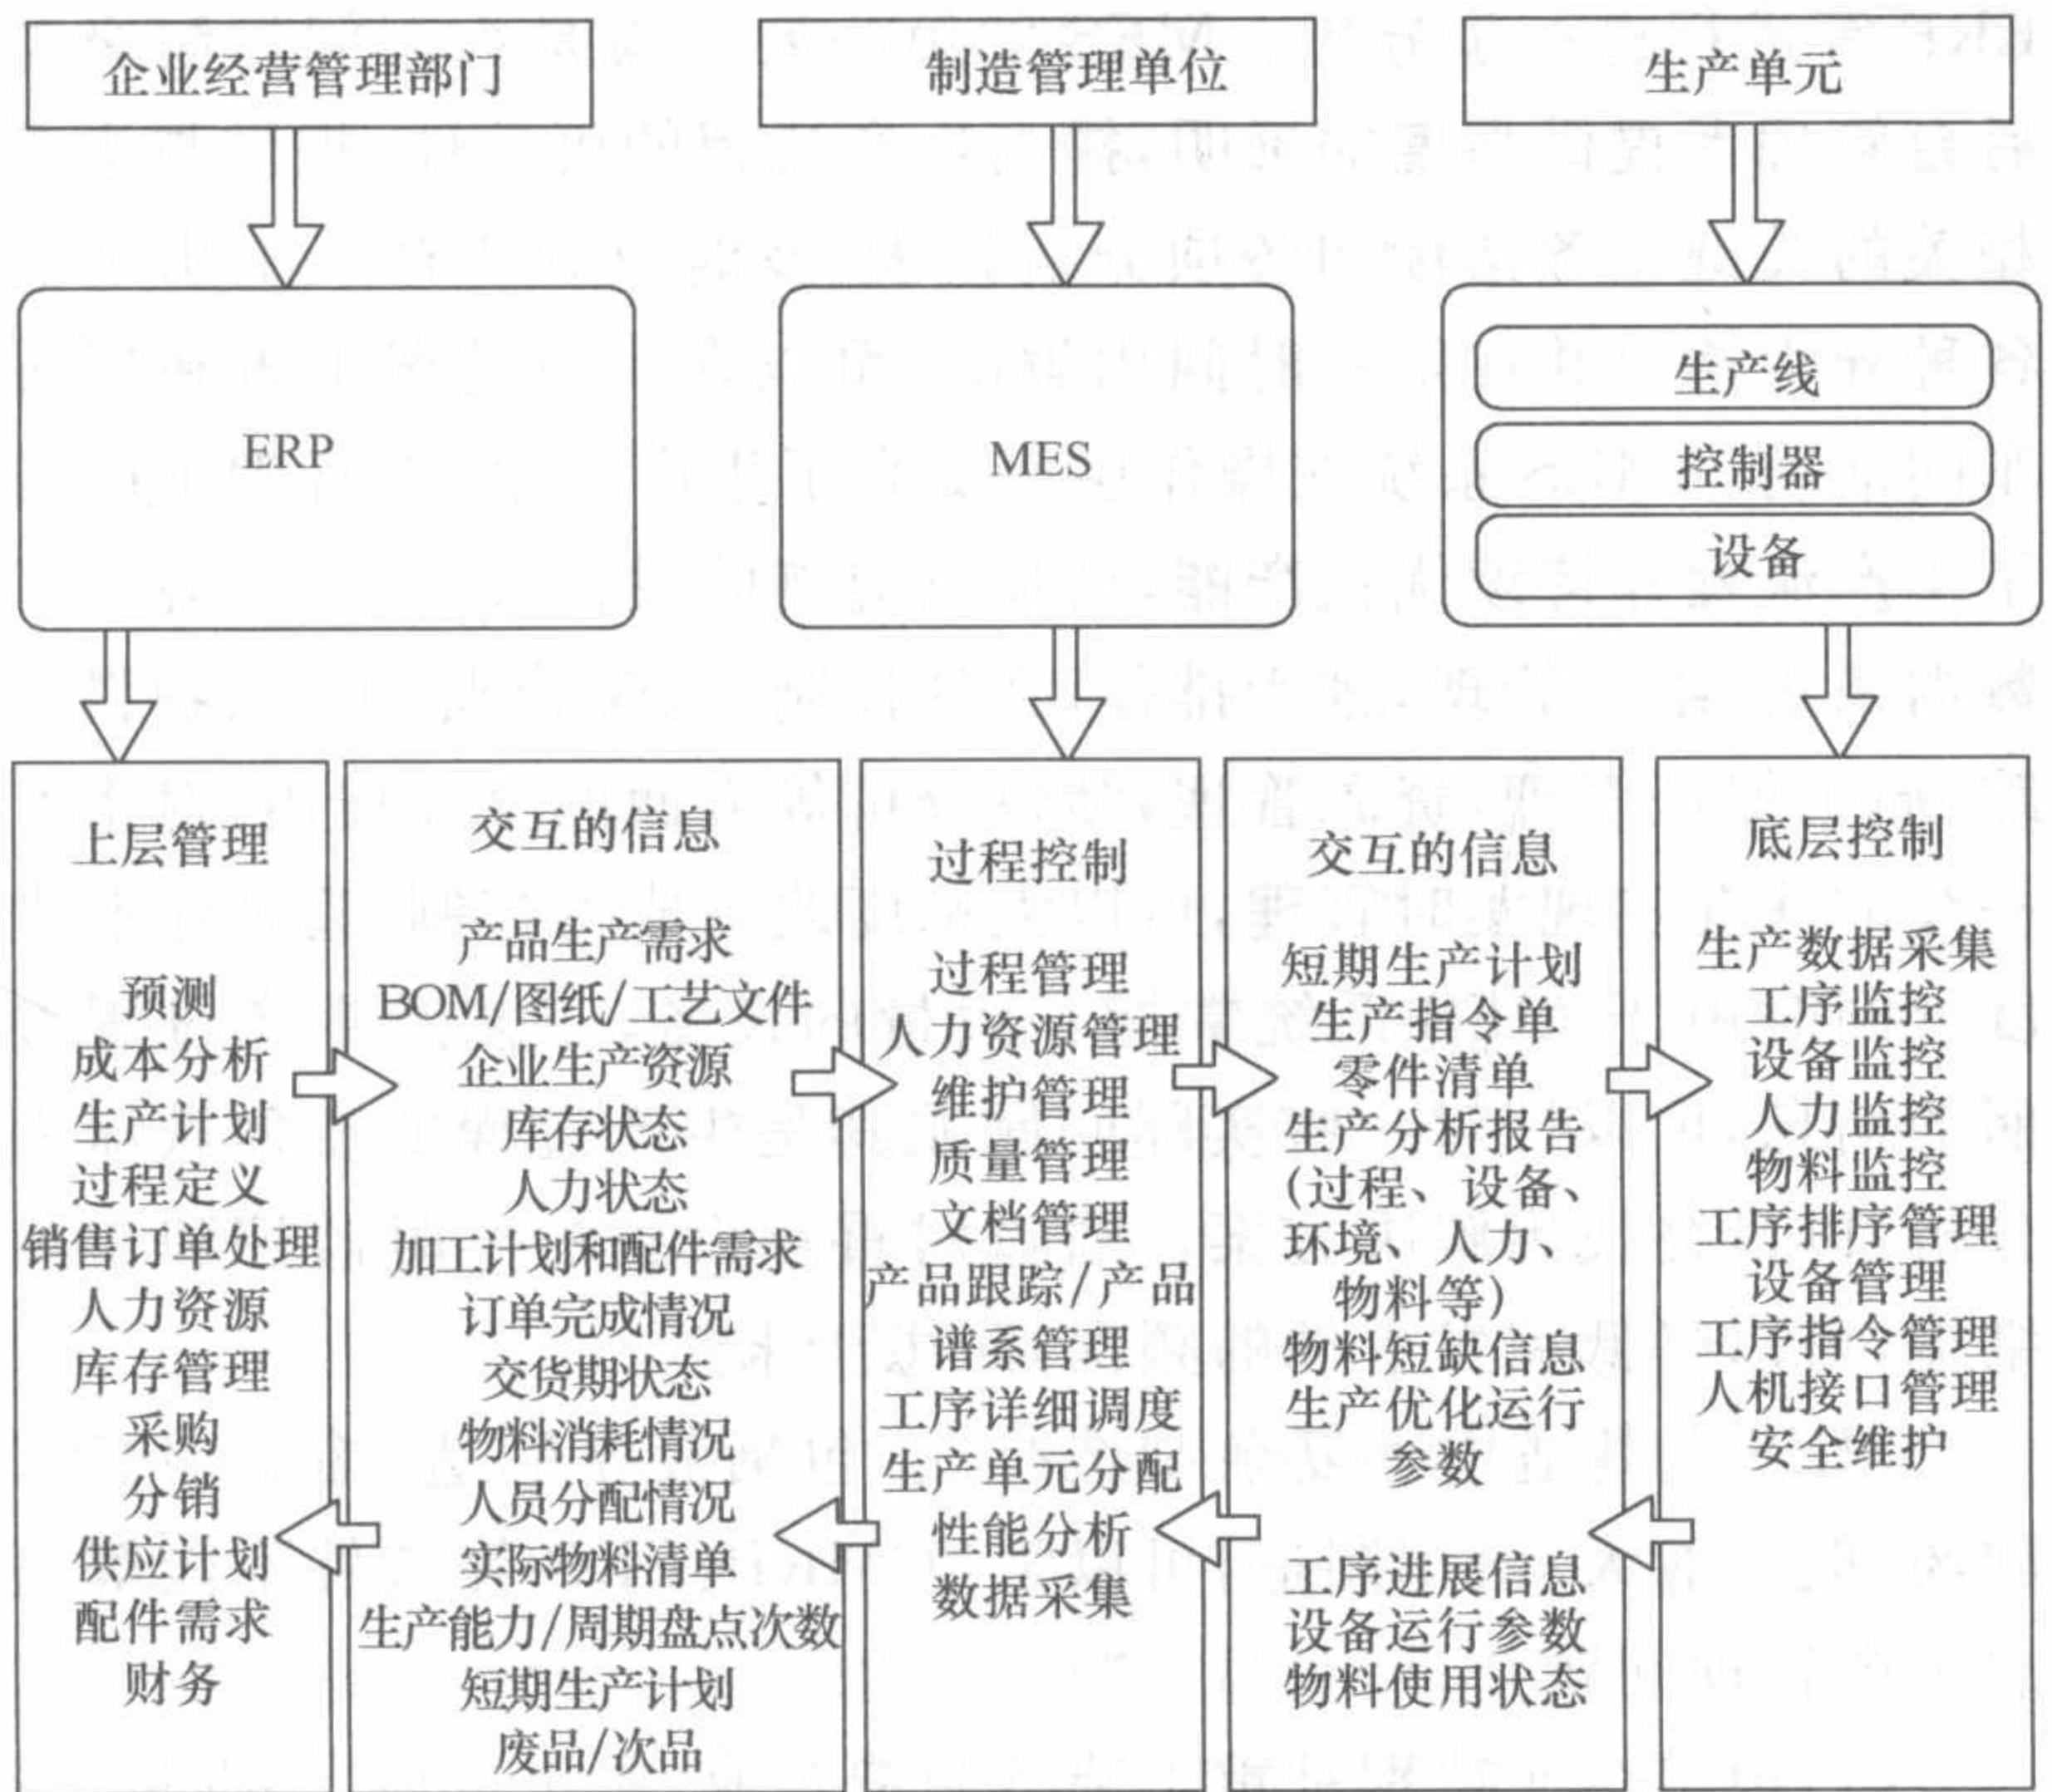 企业经营管理部门
制造管理单位
生产单元
ERP
MES
生产线
控制器
设备
上层管理
预测
成本分析
生产计划
过程定义
销售订单处理
人力资源
库存管理
采购
分销
供应计划
配件需求
财务
交互的信息
产品生产需求
BOM/图纸/工艺文件
企业生产资源
库存状态
人力状态
加工计划和配件需求
订单完成情况
交货期状态
物料消耗情况
人员分配情况
实际物料清单
生产能力/周期盘点次数
短期生产计划
废品/次品
过程控制
过程管理
人力资源管理
维护管理
质量管理
文档管理
产品跟踪/产品
谱系管理
工序详细调度
生产单元分配
性能分析
数据采集
交互的信息
短期生产计划
生产指令单
零件清单
生产分析报告
(过程、设备、
环境、人力、
物料等)
物料短缺信息
生产优化运行
参数
工序进展信息
设备运行参数
物料使用状态
底层控制
生产数据采集
工序监控
设备监控
人力监控
物料监控
工序排序管理
设备管理
工序指令管理
人机接口管理
安全维护